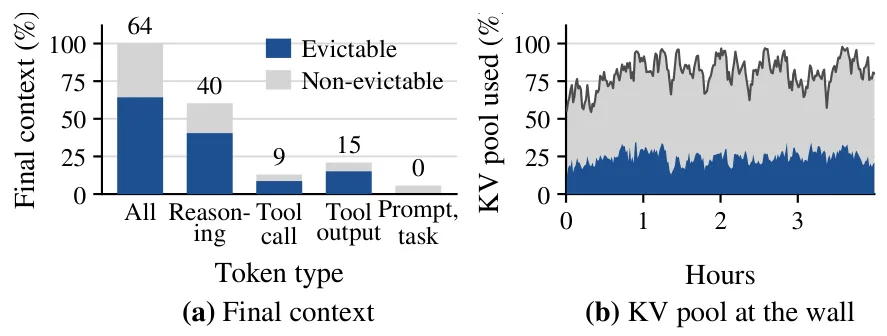 Final context (%)
100
75
50
25
0
64
40
9
15
0
Evictable
Non-evictable
All
Reason-
ing
Tool
call
Tool
output
Prompt,
task
Token type
(a) Final context
KV pool used (%)
100
75
50
25
0
0
1
2
3
Hours
(b) KV pool at the wall